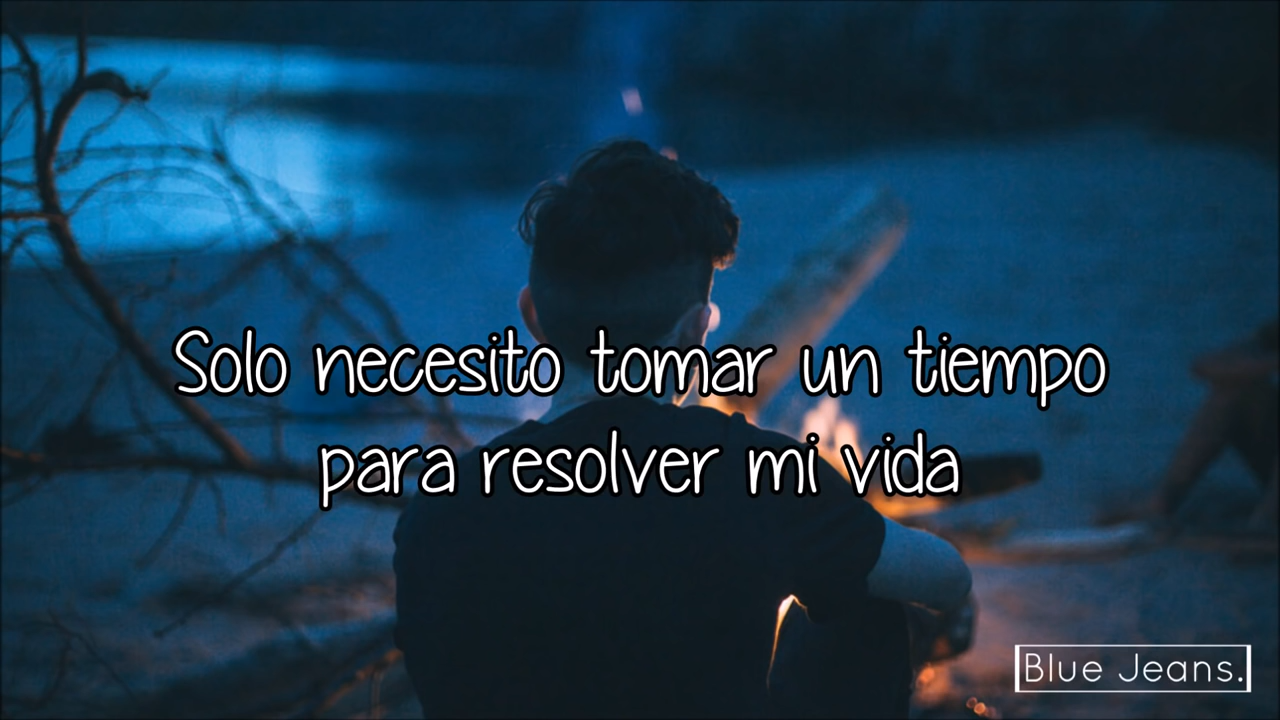 Solo necesito tomar un tiempo
para resolver mi vida
Blue Jeans.